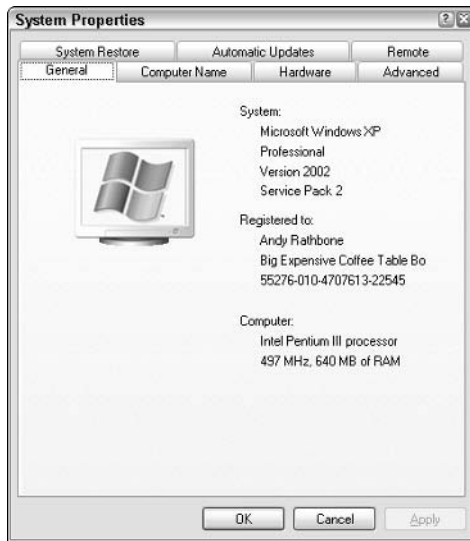 System Properties
System Restore Automatic Updates Remote
General Computer Name Hardware Advanced
System:
Microsoft Windows XP
Professional
Version 2002
Service Pack 2
Registered to:
Andy Rathbone
Big Expensive Coffee Table Bo
55276-010-4707613-22545
Computer:
Intel Pentium III processor
497 MHz, 640 MB of RAM
OK Cancel Apply